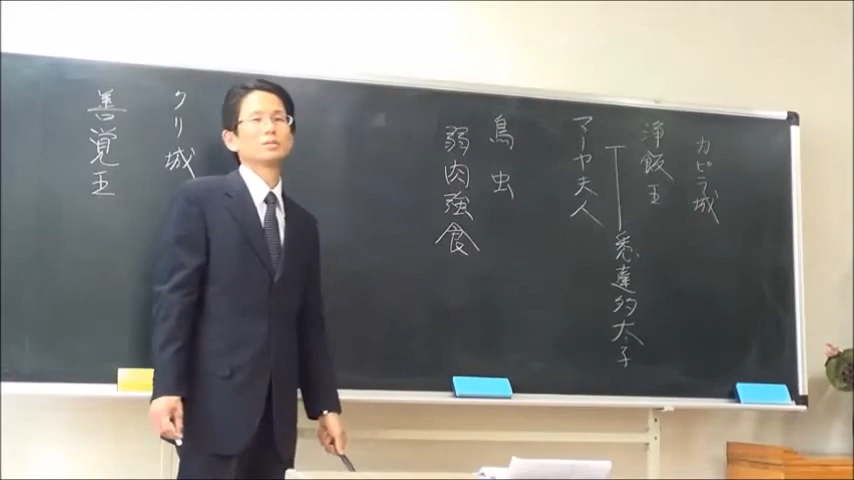 カピラ城
浄飯王
マーヤ夫人
悉達多太子
鳥 虫
弱肉強食
クリ城
善覚王